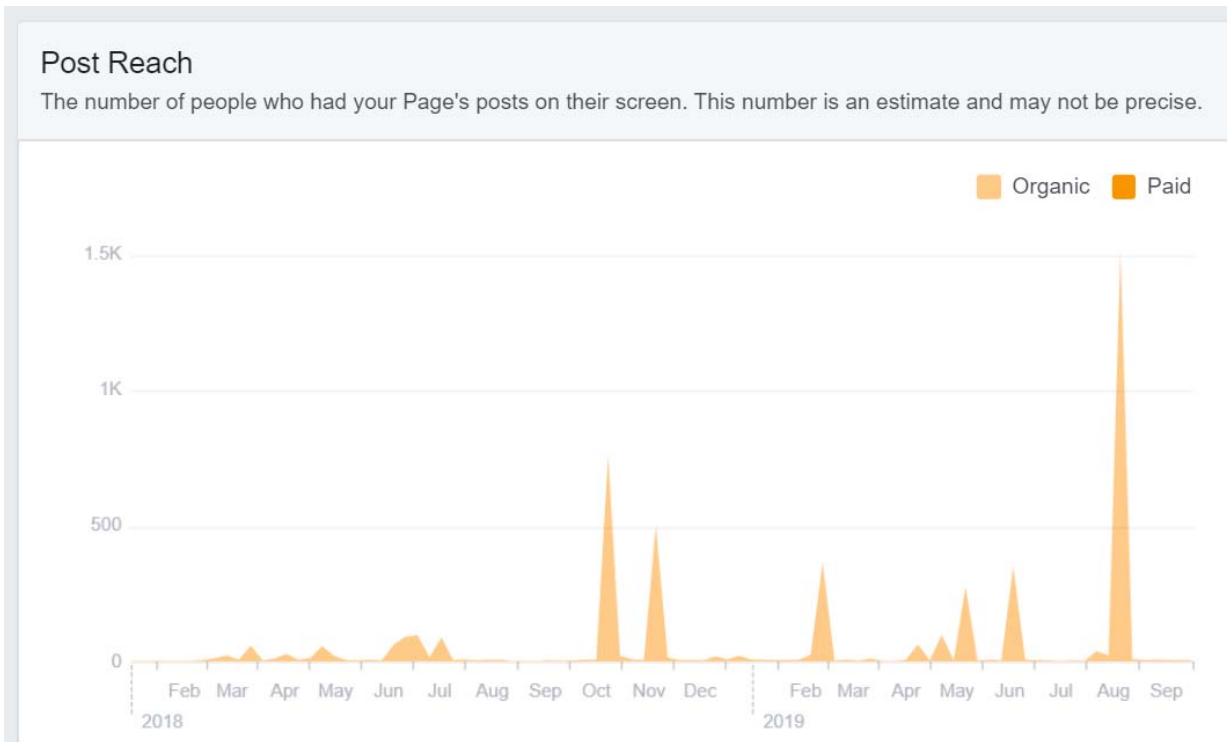 Post Reach
The number of people who had your Page's posts on their screen. This number is an estimate and may not be precise.
Organic Paid
1.5K
1K
500
0
Feb Mar Apr May Jun Jul Aug Sep Oct Nov Dec Feb Mar Apr May Jun Jul Aug Sep
2018 2019